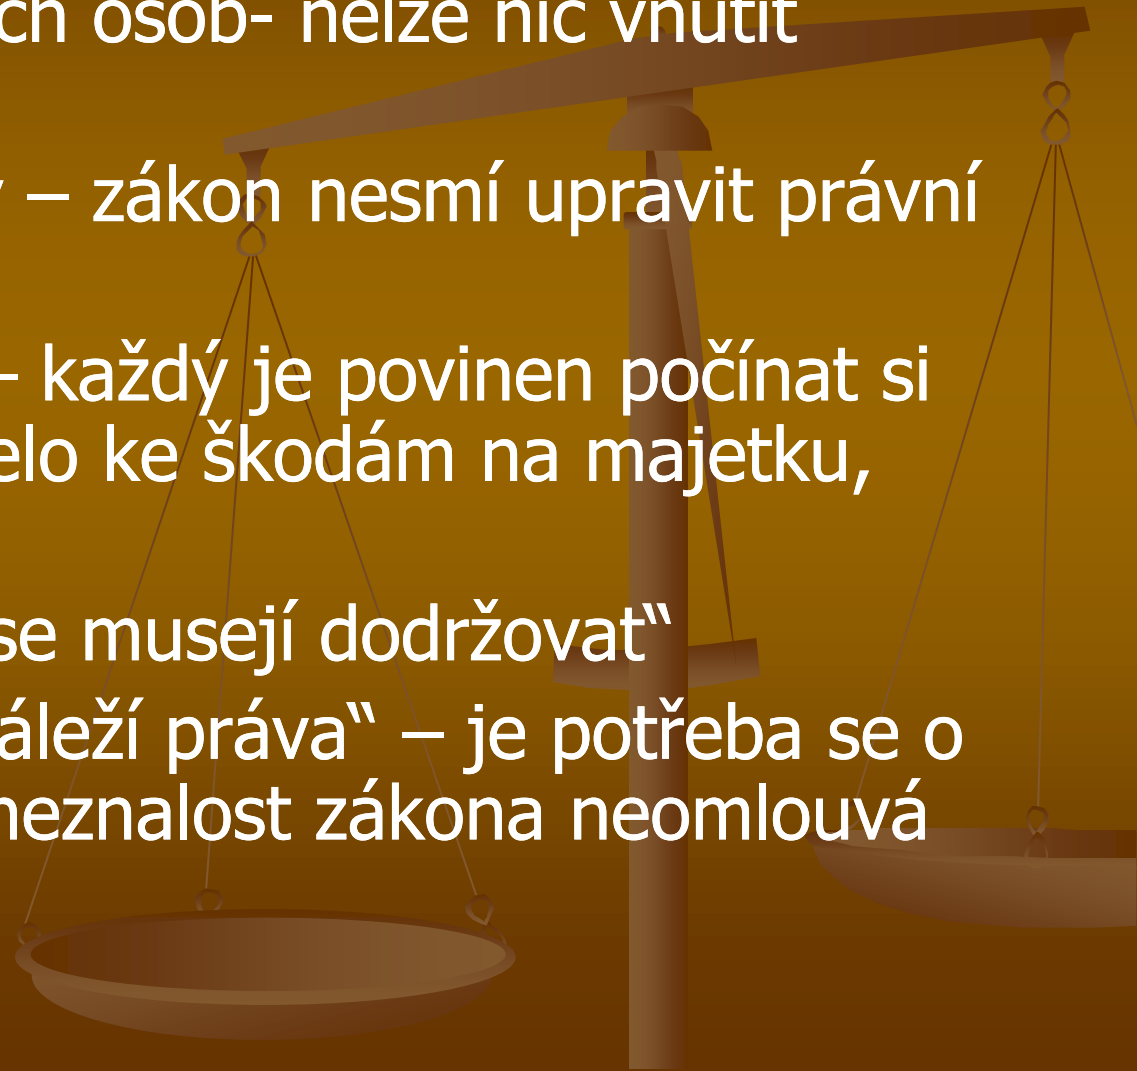 ch osob- nelze nic vnutit
– zákon nesmí upravit právní
– každý je povinen počínat si
elo ke škodám na majetku,
se musejí dodržovat“
áleží práva“ – je potřeba se o
neznalost zákona neomlouvá